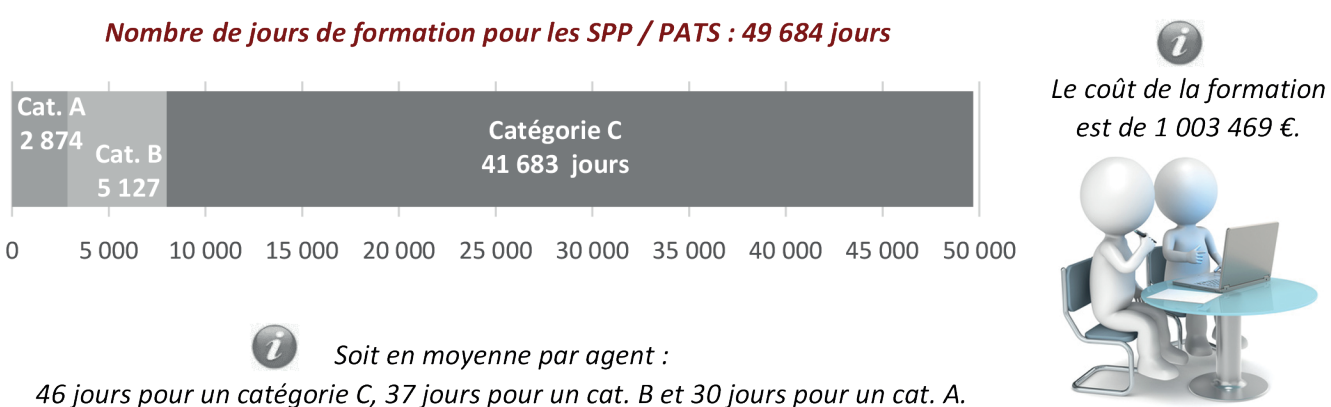 Nombre de jours de formation pour les SPP / PATS : 49 684 jours
Le coût de la formation
est de 1 003 469 €.
Cat. A
2 874
Cat. B
5 127
Catégorie C
41 683 jours
0 5 000 10 000 15 000 20 000 25 000 30 000 35 000 40 000 45 000 50 000
Soit en moyenne par agent :
46 jours pour un catégorie C, 37 jours pour un cat. B et 30 jours pour un cat. A.